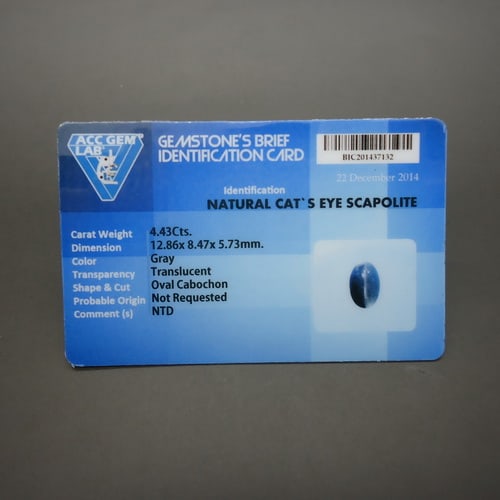 ACC GEM
LAB
GEMSTONE'S BRIEF
IDENTIFICATION CARD
BIC201437132
22 December 2014
Identification
NATURAL CAT`S EYE SCAPOLITE
Carat Weight 4.43Cts.
Dimension 12.86x 8.47x 5.73mm.
Color Gray
Transparency Translucent
Shape & Cut Oval Cabochon
Probable Origin Not Requested
Comment (s) NTD